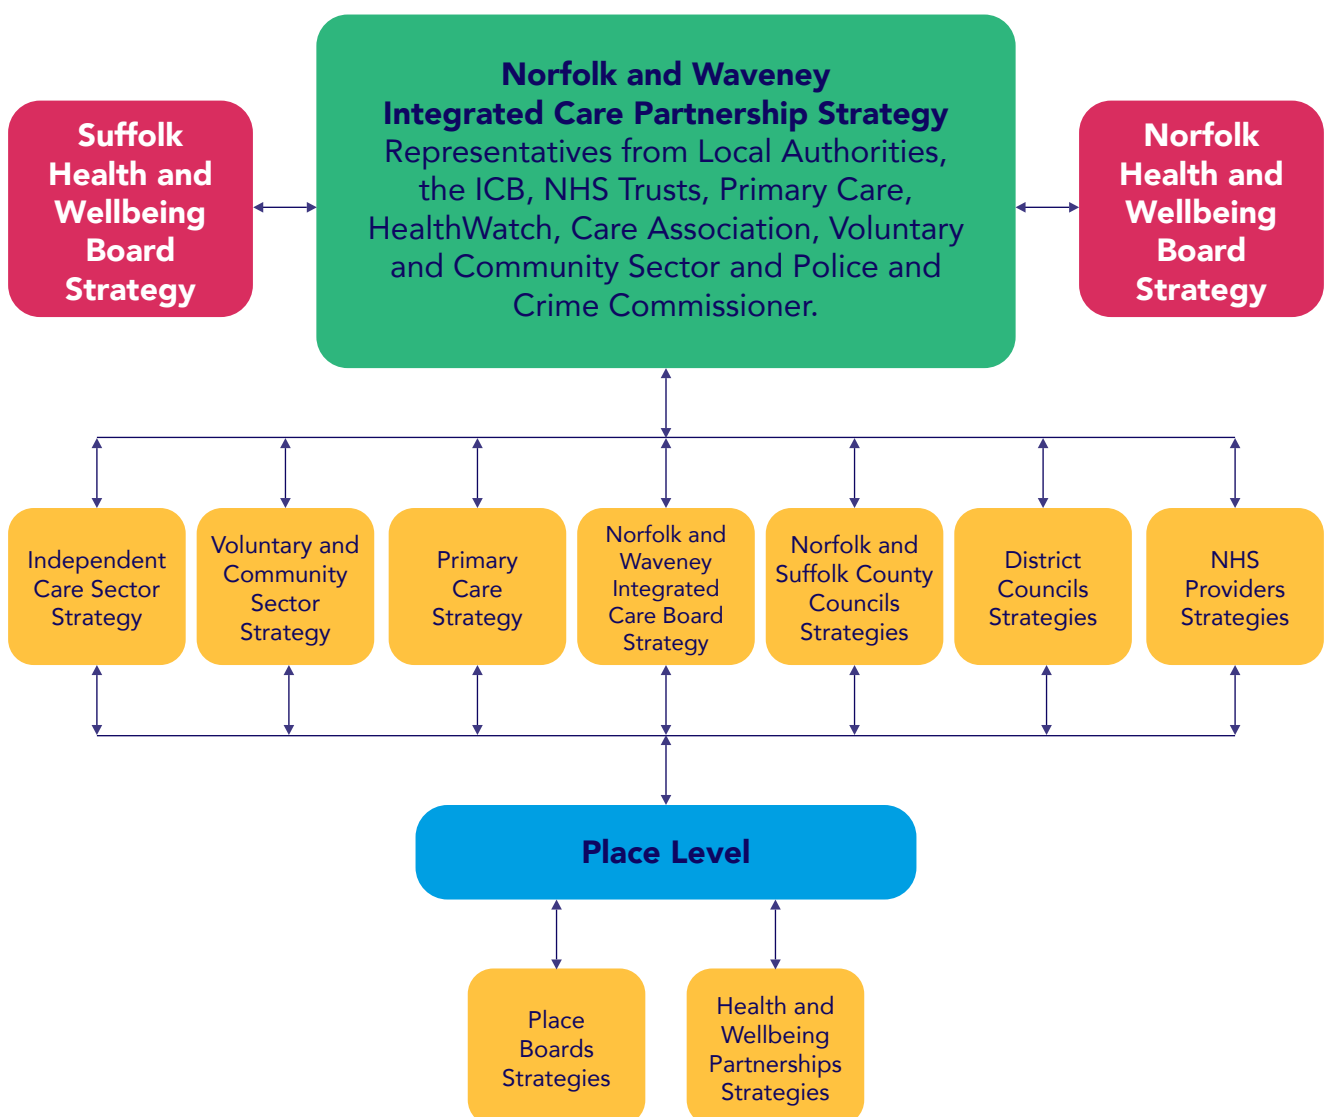 Norfolk and Waveney
Integrated Care Partnership Strategy
Representatives from Local Authorities,
the ICB, NHS Trusts, Primary Care,
HealthWatch, Care Association, Voluntary
and Community Sector and Police and
Crime Commissioner.
Suffolk
Health and
Wellbeing
Board
Strategy
Norfolk
Health and
Wellbeing
Board
Strategy
Independent
Care Sector
Strategy
Voluntary and
Community
Sector
Strategy
Primary
Care
Strategy
Norfolk and
Waveney
Integrated
Care Board
Strategy
Norfolk and
Suffolk County
Councils
Strategies
District
Councils
Strategies
NHS
Providers
Strategies
Place Level
Place
Boards
Strategies
Health and
Wellbeing
Partnerships
Strategies